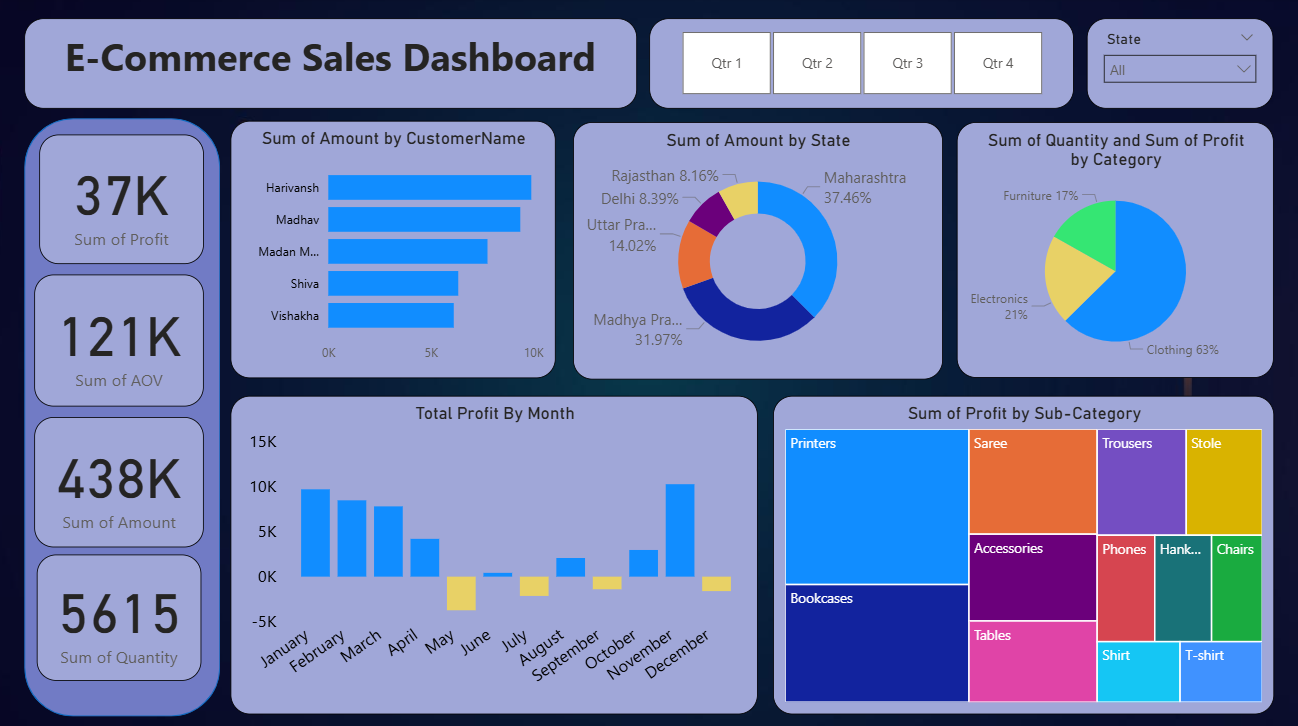 E-Commerce Sales Dashboard
Qtr 1
Qtr 2
Qtr 3
Qtr 4
State
All
37K
Sum of Profit
121K
Sum of AOV
438K
Sum of Amount
5615
Sum of Quantity
Sum of Amount by CustomerName
Harivansh
Madhav
Madan M...
Shiva
Vishakha
0K
5K
10K
Sum of Amount by State
Rajasthan 8.16%
Delhi 8.39%
Uttar Pra...
14.02%
Madhya Pra...
31.97%
Maharashtra
37.46%
Sum of Quantity and Sum of Profit
by Category
Furniture 17%
Electronics
21%
Clothing 63%
Total Profit By Month
15K
10K
5K
0K
-5K
January
February
March
April
May
June
July
August
September
October
November
December
Sum of Profit by Sub-Category
Printers
Bookcases
Saree
Accessories
Tables
Trousers
Stole
Phones
Hank...
Chairs
Shirt
T-shirt